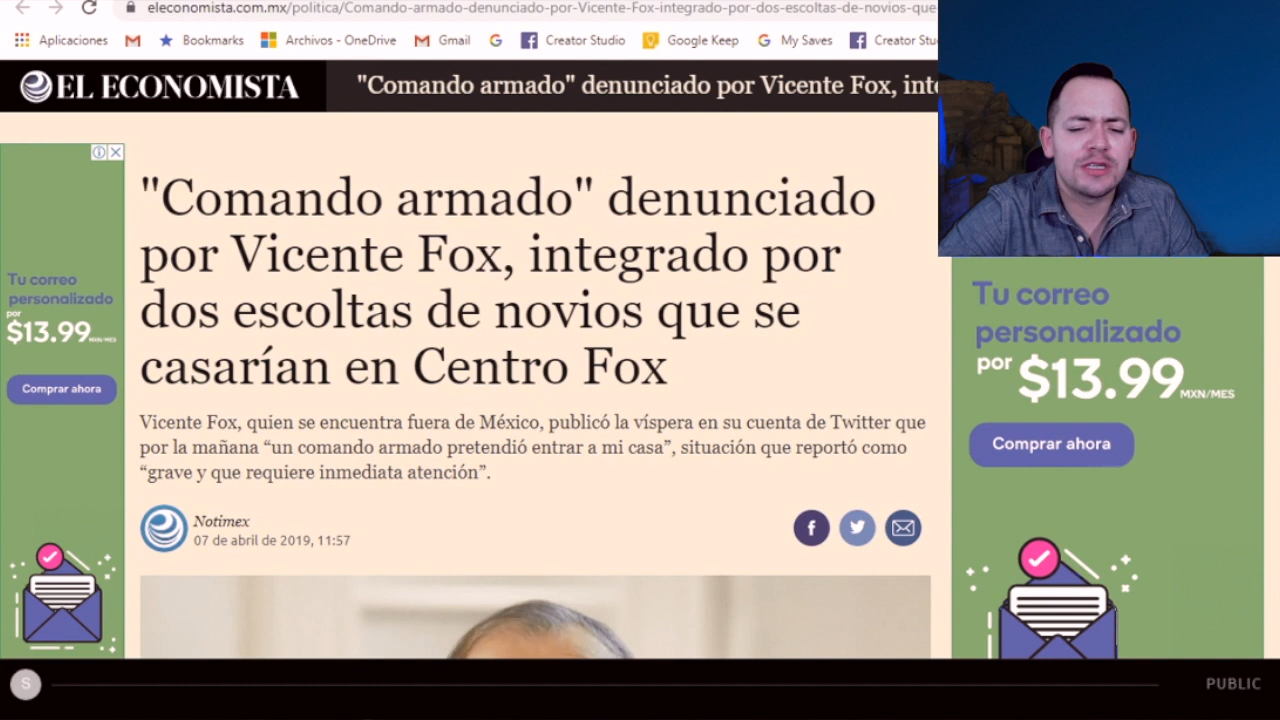 eleconomista.com.mx/politica/Comando-armado-denunciado-por-Vicente-Fox-integrado-por-dos-escoltas-de-novios-que
Aplicaciones
Bookmarks
Archivos - OneDrive
Gmail
Creator Studio
Google Keep
My Saves
Creator Stu
EL ECONOMISTA
"Comando armado" denunciado por Vicente Fox, inte
"Comando armado" denunciado
por Vicente Fox, integrado por
dos escoltas de novios que se
casarían en Centro Fox
Vicente Fox, quien se encuentra fuera de México, publicó la víspera en su cuenta de Twitter que
por la mañana “un comando armado pretendió entrar a mi casa”, situación que reportó como
“grave y que requiere inmediata atención”.
Notimex
07 de abril de 2019, 11:57
Tu correo
personalizado
por
$13.99 MXN/MES
Comprar ahora
Tu correo
personalizado
por $13.99 MXN/MES
Comprar ahora
S
PUBLIC